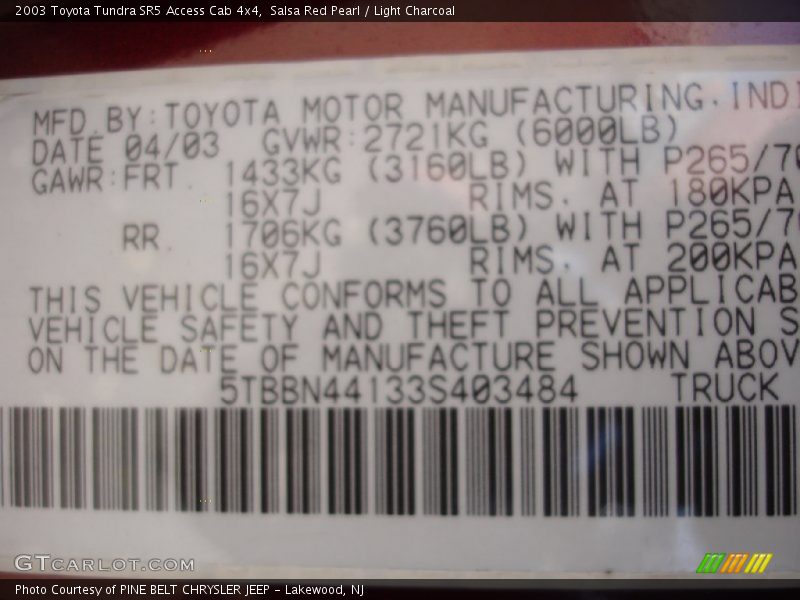 2003 Toyota Tundra SR5 Access Cab 4x4,  Salsa Red Pearl / Light Charcoal
MFD.BY:TOYOTA MOTOR MANUFACTURING.INDI
DATE 04/03 GVWR:2721KG (6000LB)
GAWR:FRT. 1433KG (3160LB) WITH P265/70
16X7J RIMS. AT 180KPA
RR. 1706KG (3760LB) WITH P265/70
16X7J RIMS. AT 200KPA
THIS VEHICLE CONFORMS TO ALL APPLICAB
VEHICLE SAFETY AND THEFT PREVENTION S
ON THE DATE OF MANUFACTURE SHOWN ABOV
5TBBN44133S403484 TRUCK
GTCARLOT.COM
Photo Courtesy of PINE BELT CHRYSLER JEEP - Lakewood, NJ